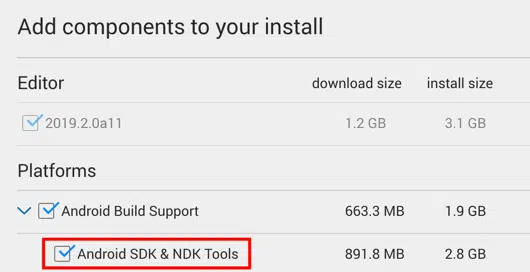 Add components to your install
Editor download size install size
2019.2.0a11 1.2 GB 3.1 GB
Platforms
Android Build Support 663.3 MB 1.9 GB
Android SDK & NDK Tools 891.8 MB 2.8 GB